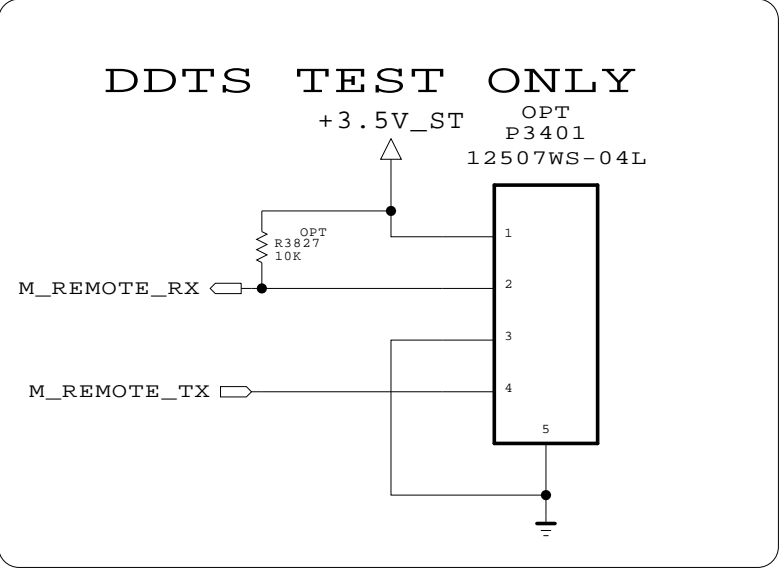 DDTS TEST ONLY
OPT
P3401
12507WS-04L
+3.5V_ST
OPT
R3827
10K
1
M_REMOTE_RX
2
3
M_REMOTE_TX
4
5